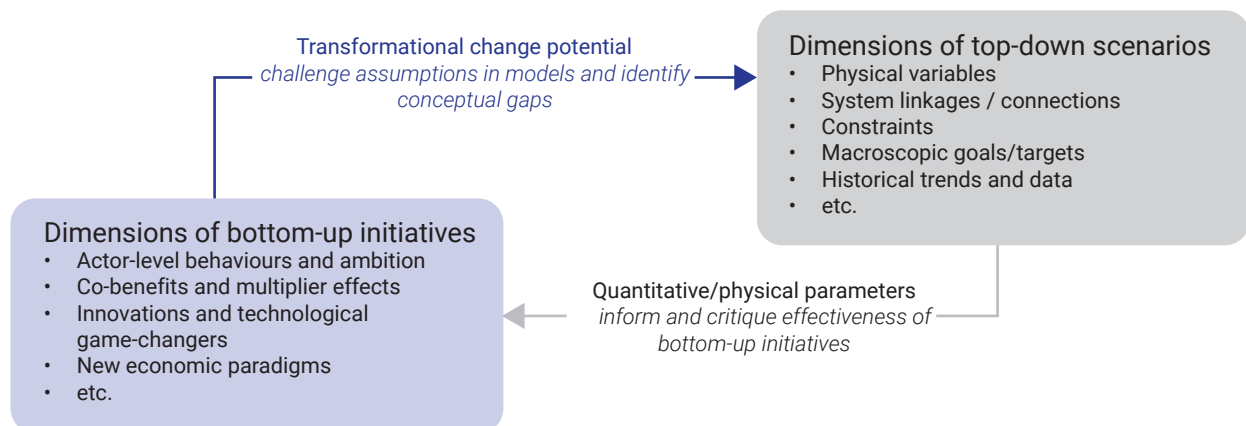 Transformational change potential
challenge assumptions in models and identify
conceptual gaps
Dimensions of top-down scenarios
• Physical variables
• System linkages / connections
• Constraints
• Macroscopic goals/targets
• Historical trends and data
• etc.
Dimensions of bottom-up initiatives
• Actor-level behaviours and ambition
• Co-benefits and multiplier effects
• Innovations and technological
game-changers
• New economic paradigms
• etc.
Quantitative/physical parameters
inform and critique effectiveness of
bottom-up initiatives